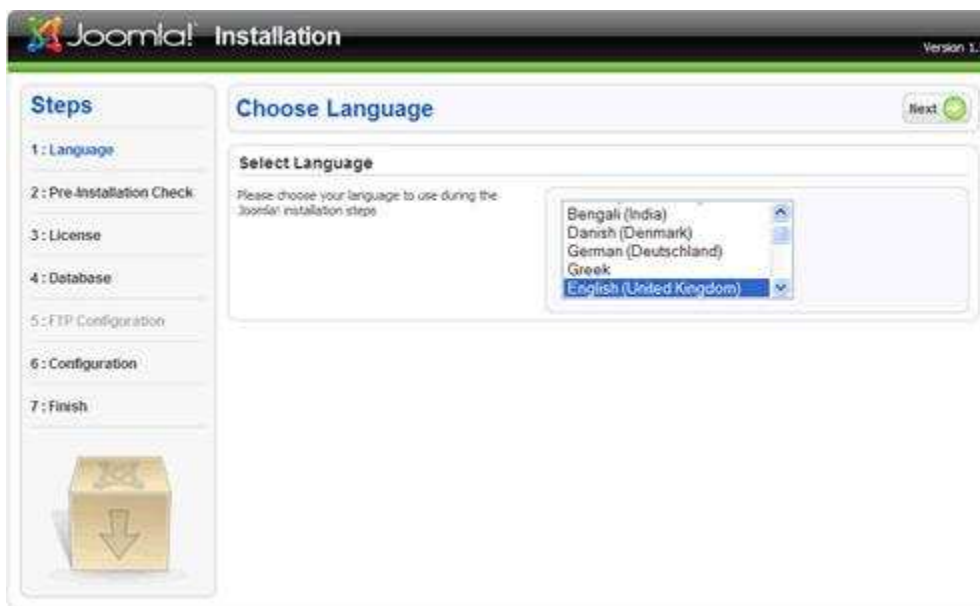 Joomla! Installation
Version 1.
Steps
1 : Language
2 : Pre-Installation Check
3 : License
4 : Database
5 : FTP Configuration
6 : Configuration
7 : Finish
Choose Language
Next
Select Language
Please choose your language to use during the
Joomla! installation steps
Bengali (India)
Danish (Denmark)
German (Deutschland)
Greek
English (United Kingdom)